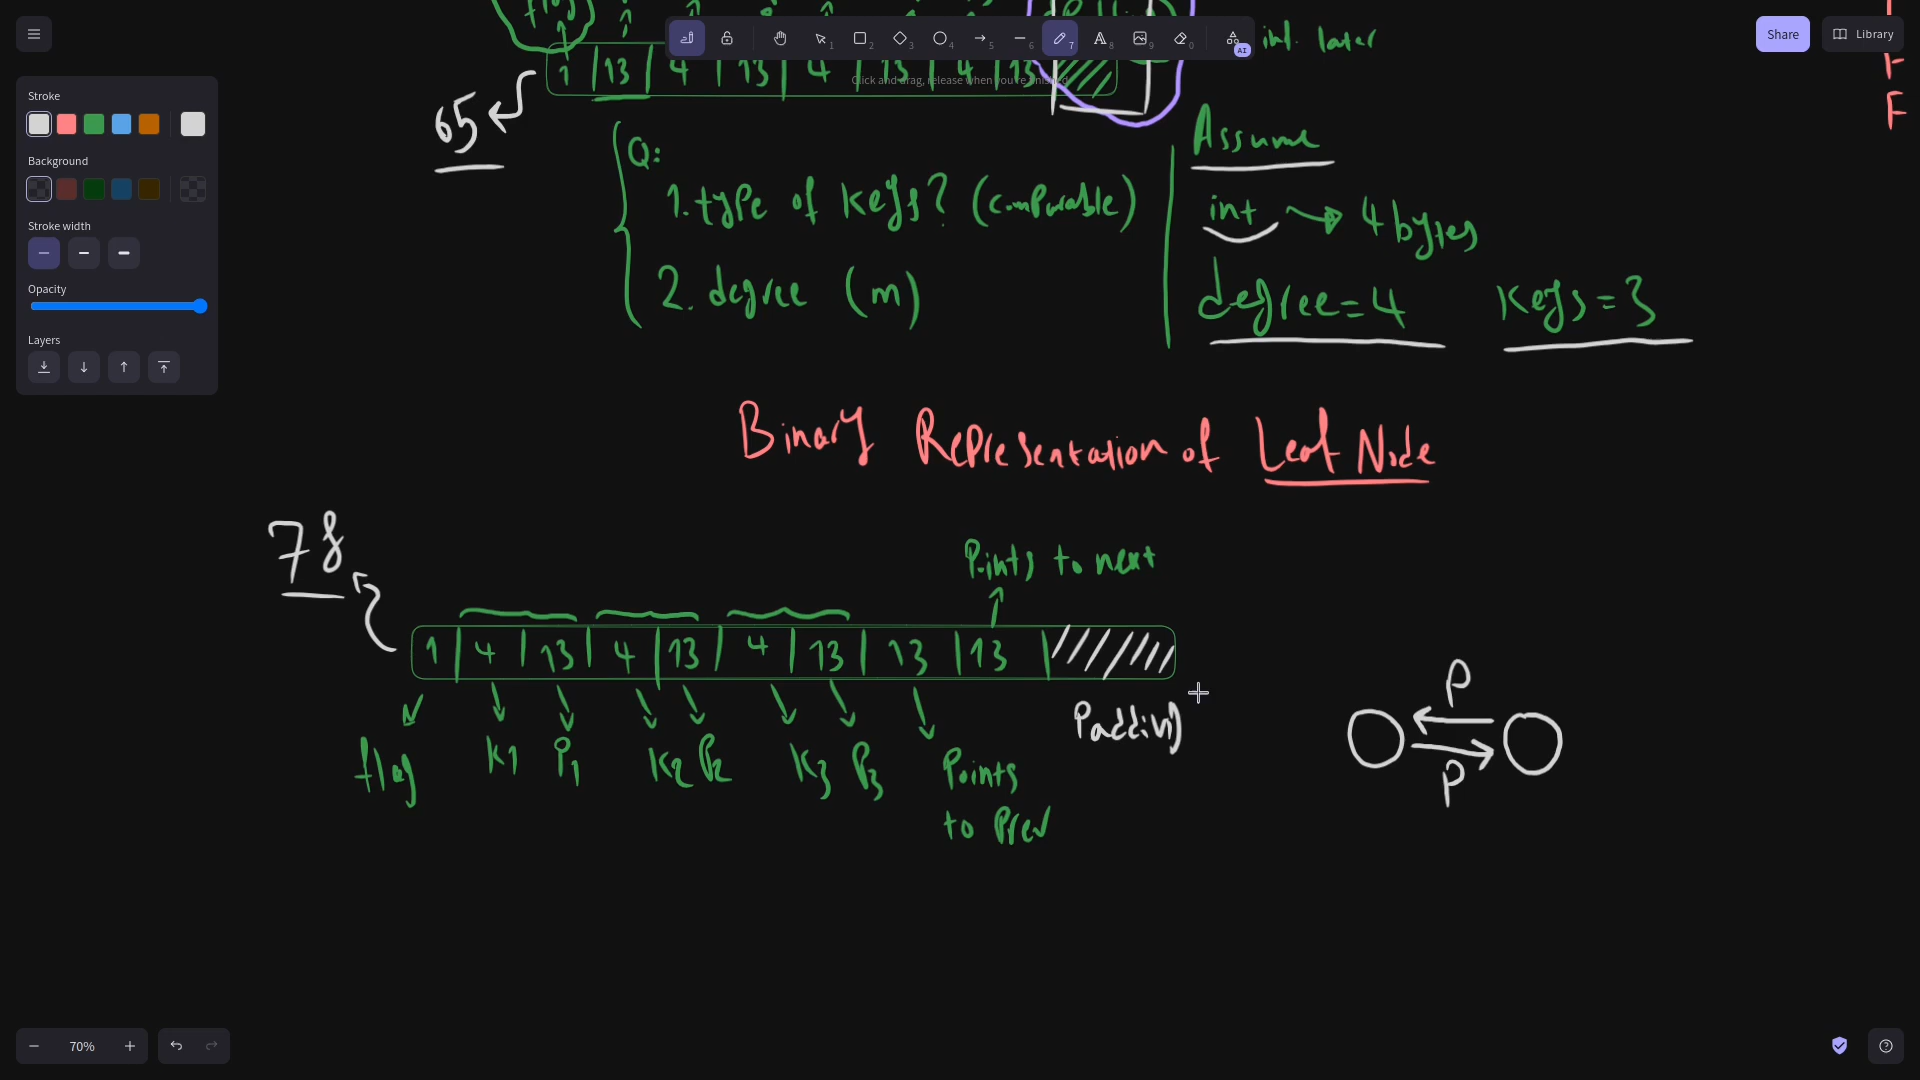 int. later
Share
Library
1 13 4 13 4 13 4 13
Click and drag, release when you're finished
F
F
65
Q:
1. type of keys? (comparable)
2. degree (m)
Assume
int → 4 bytes
degree=4 keys=3
Stroke
Background
Stroke width
Opacity
Layers
Binary Representation of Leaf Node
78
Points to next
1 4 13 4 13 4 13 13 13
Padding
flag K1 P1 K2 P2 K3 P3 Points
to Prev
P
P
70%